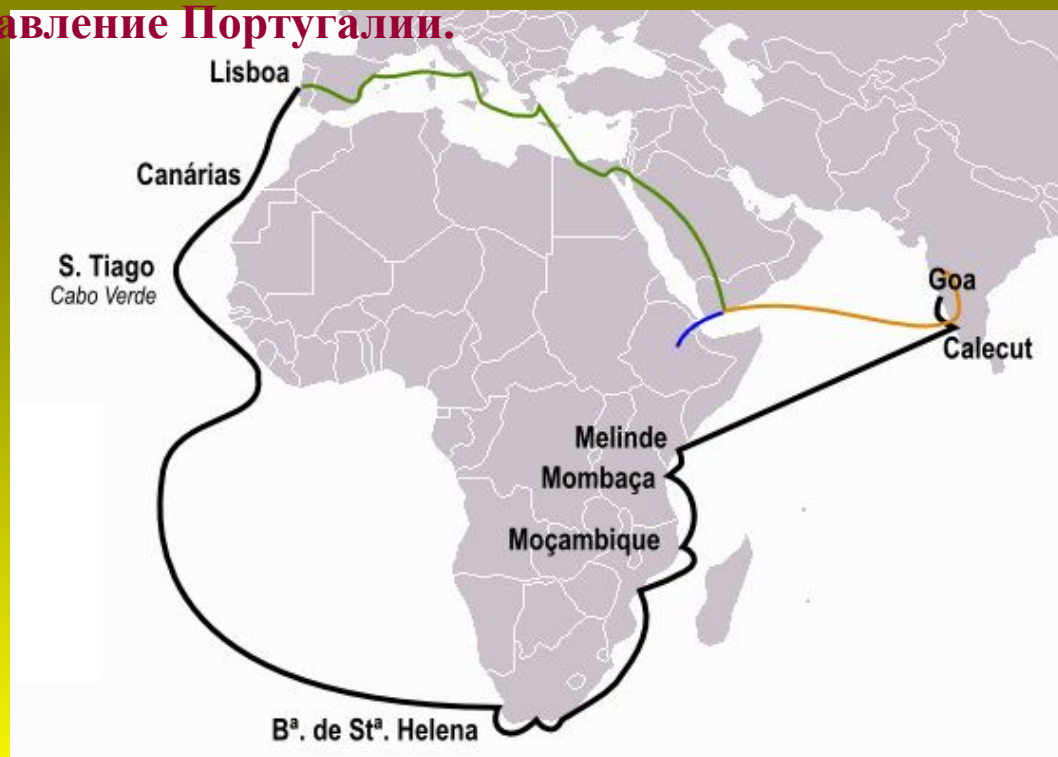 авление Португалии.
Lisboa
Canárias
S. Tiago
Cabo Verde
Goa
Calecut
Melinde
Mombaça
Moçambique
Bª. de Stª. Helena